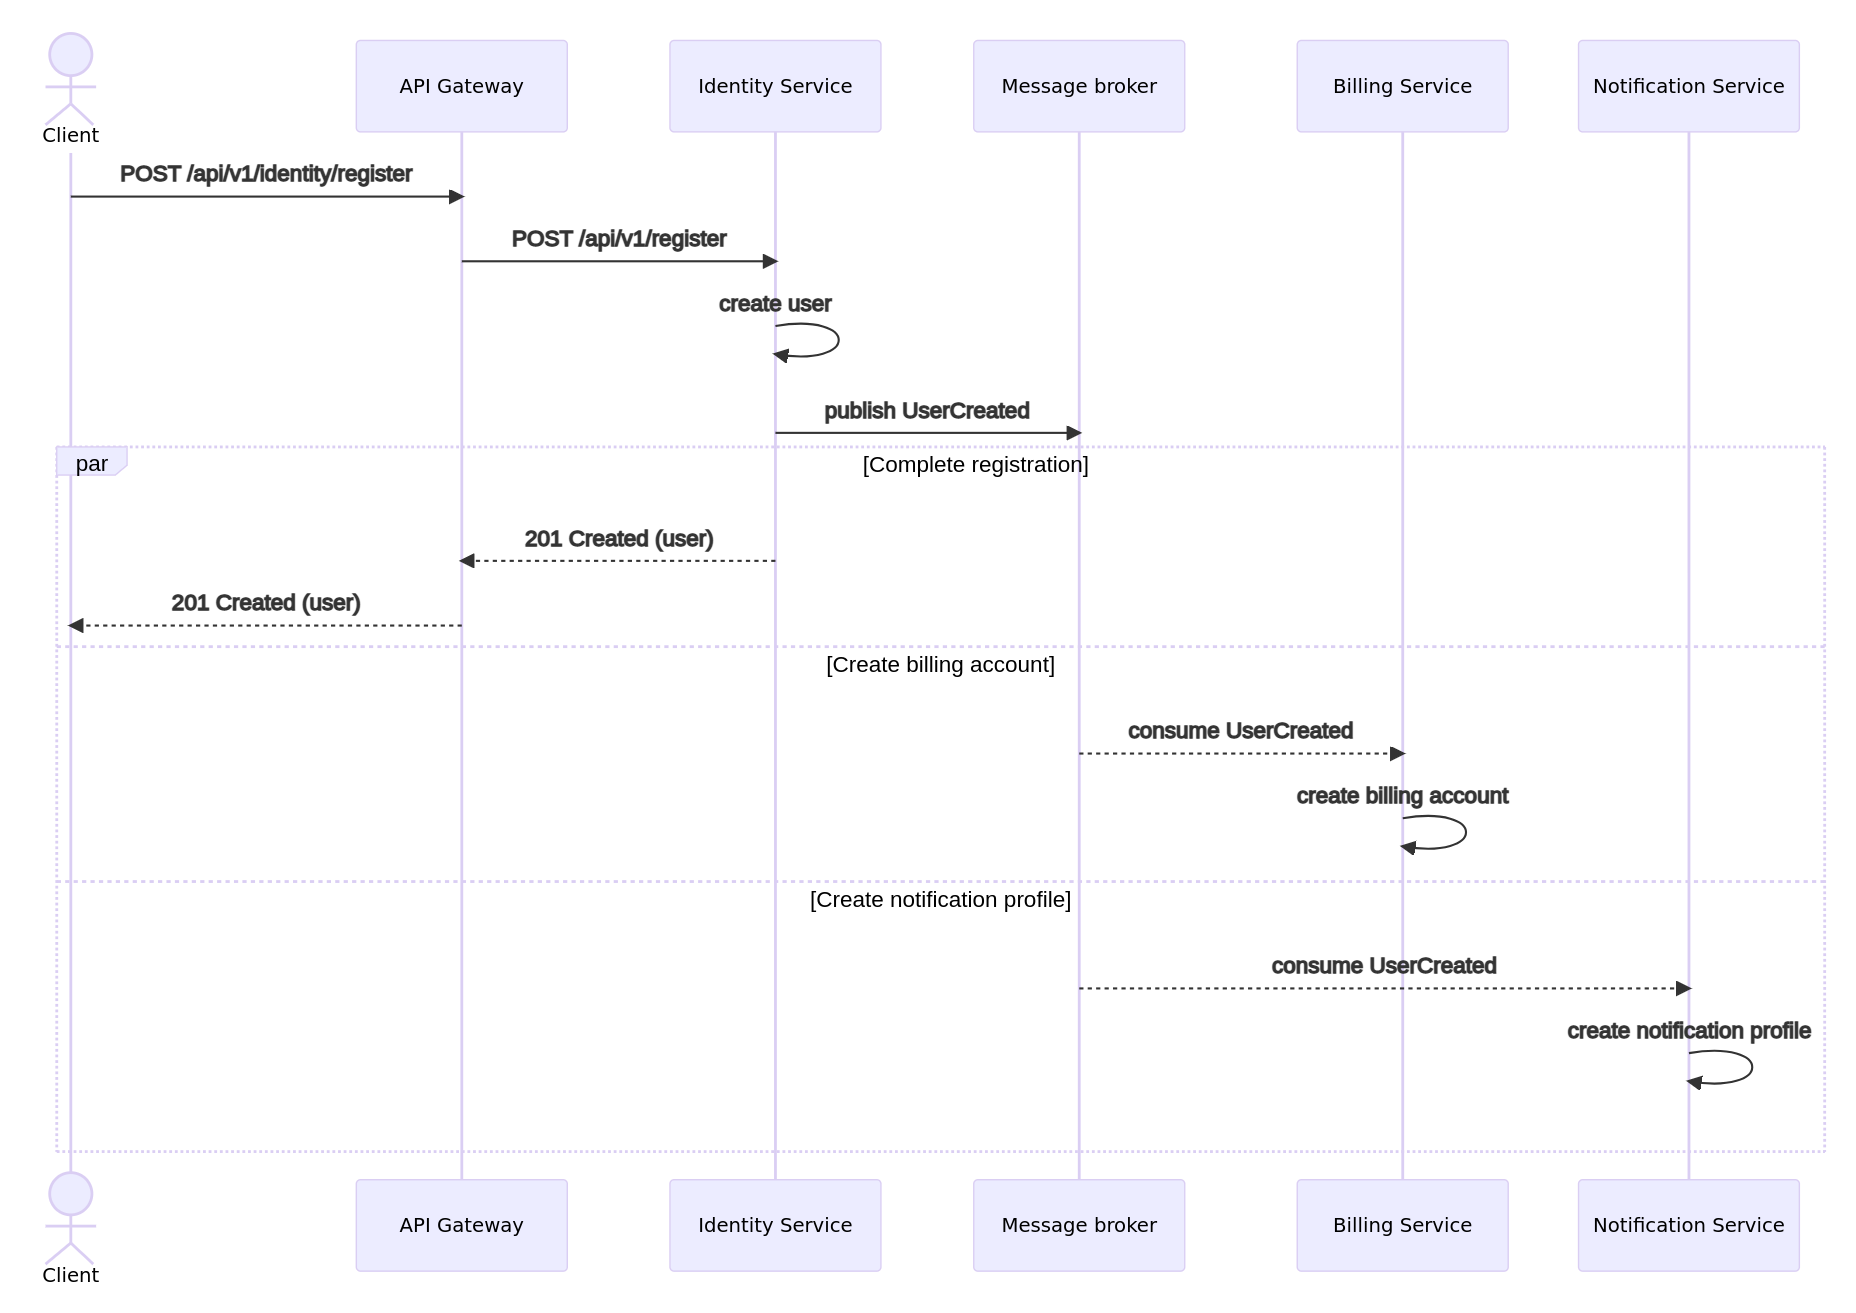 Client
API Gateway
Identity Service
Message broker
Billing Service
Notification Service
POST /api/v1/identity/register
POST /api/v1/register
create user
publish UserCreated
par
[Complete registration]
201 Created (user)
201 Created (user)
[Create billing account]
consume UserCreated
create billing account
[Create notification profile]
consume UserCreated
create notification profile
Client
API Gateway
Identity Service
Message broker
Billing Service
Notification Service